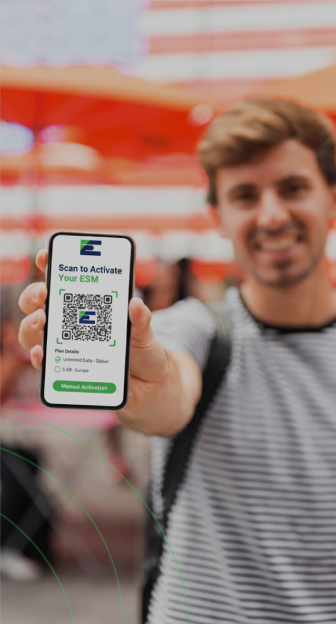 Scan to Activate
Your ESM
Plan Details
Unlimited Data - Global
5 GB - Europe
Manual Activation